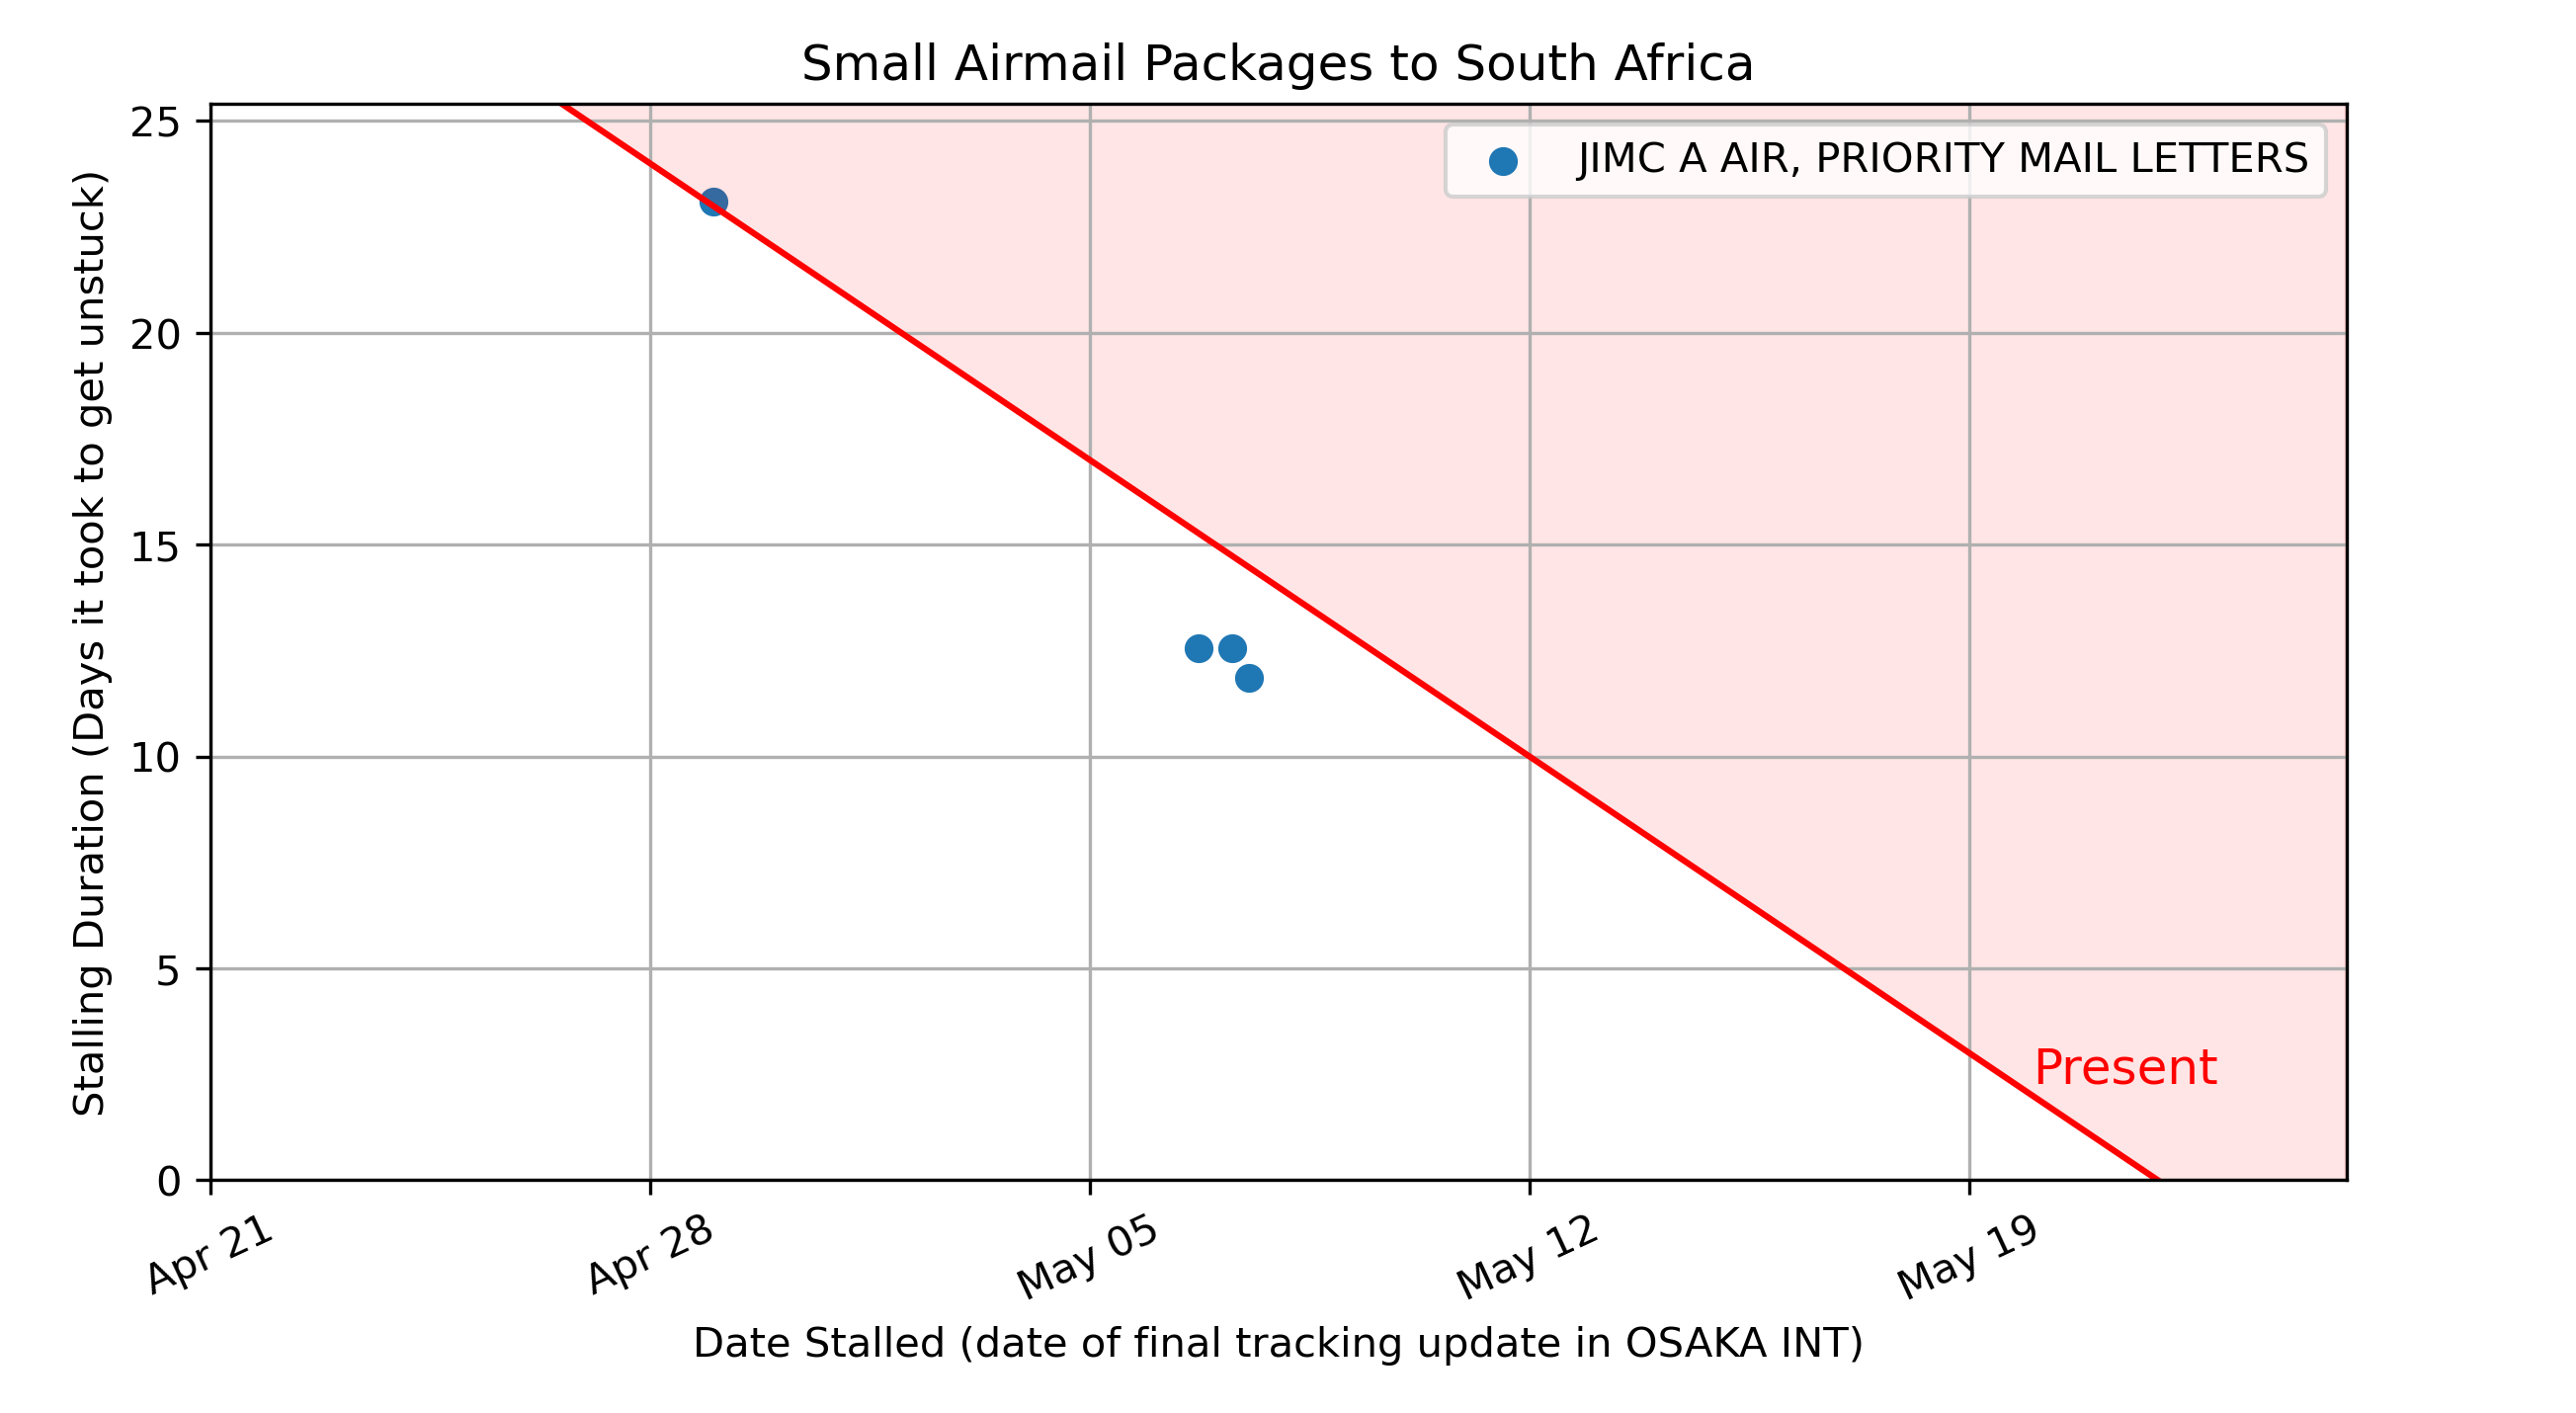 Small Airmail Packages to South Africa
JIMC A AIR, PRIORITY MAIL LETTERS
Stalling Duration (Days it took to get unstuck)
25
20
15
10
5
0
Present
Apr 21
Apr 28
May 05
May 12
May 19
Date Stalled (date of final tracking update in OSAKA INT)